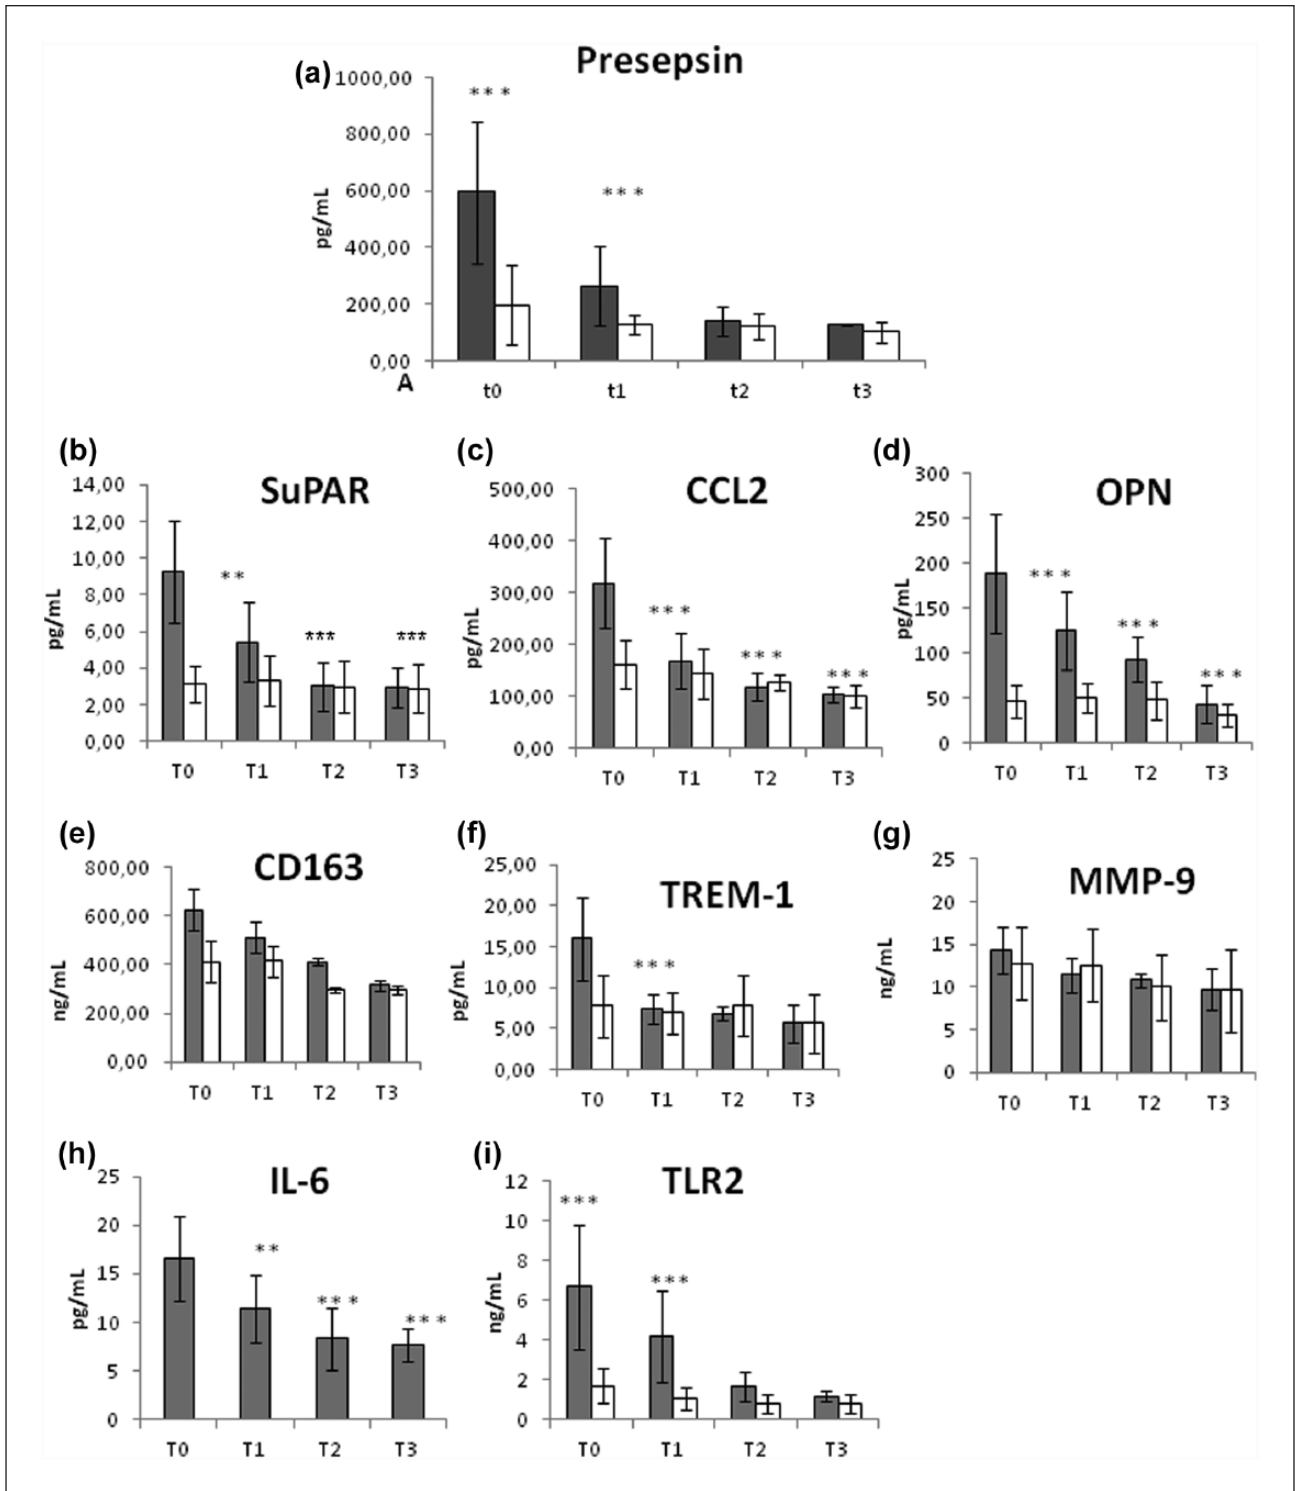 Presepsin
(a)
1000,00
* * *
800,00
600,00
* * *
pg/mL
400,00
200,00
0,00
A
t0 t1 t2 t3
(b)
SuPAR
14,00
12,00
10,00
8,00
6,00
4,00
2,00
0,00
pg/mL
* *
***
***
T0 T1 T2 T3
(c)
CCL2
500,00
400,00
300,00
200,00
100,00
0,00
pg/mL
* * *
* * *
* * *
T0 T1 T2 T3
(d)
OPN
300
250
200
150
100
50
0
pg/mL
* * *
* * *
* * *
T0 T1 T2 T3
(e)
CD163
800,00
600,00
400,00
200,00
0,00
ng/mL
T0 T1 T2 T3
(f)
TREM-1
25,00
20,00
15,00
10,00
5,00
0,00
pg/mL
* * *
T0 T1 T2 T3
(g)
MMP-9
25
20
15
10
5
0
ng/mL
T0 T1 T2 T3
(h)
IL-6
25
20
15
10
5
0
pg/mL
* *
* * *
* * *
T0 T1 T2 T3
(i)
TLR2
12
10
8
6
4
2
0
ng/mL
* * *
* * *
T0 T1 T2 T3